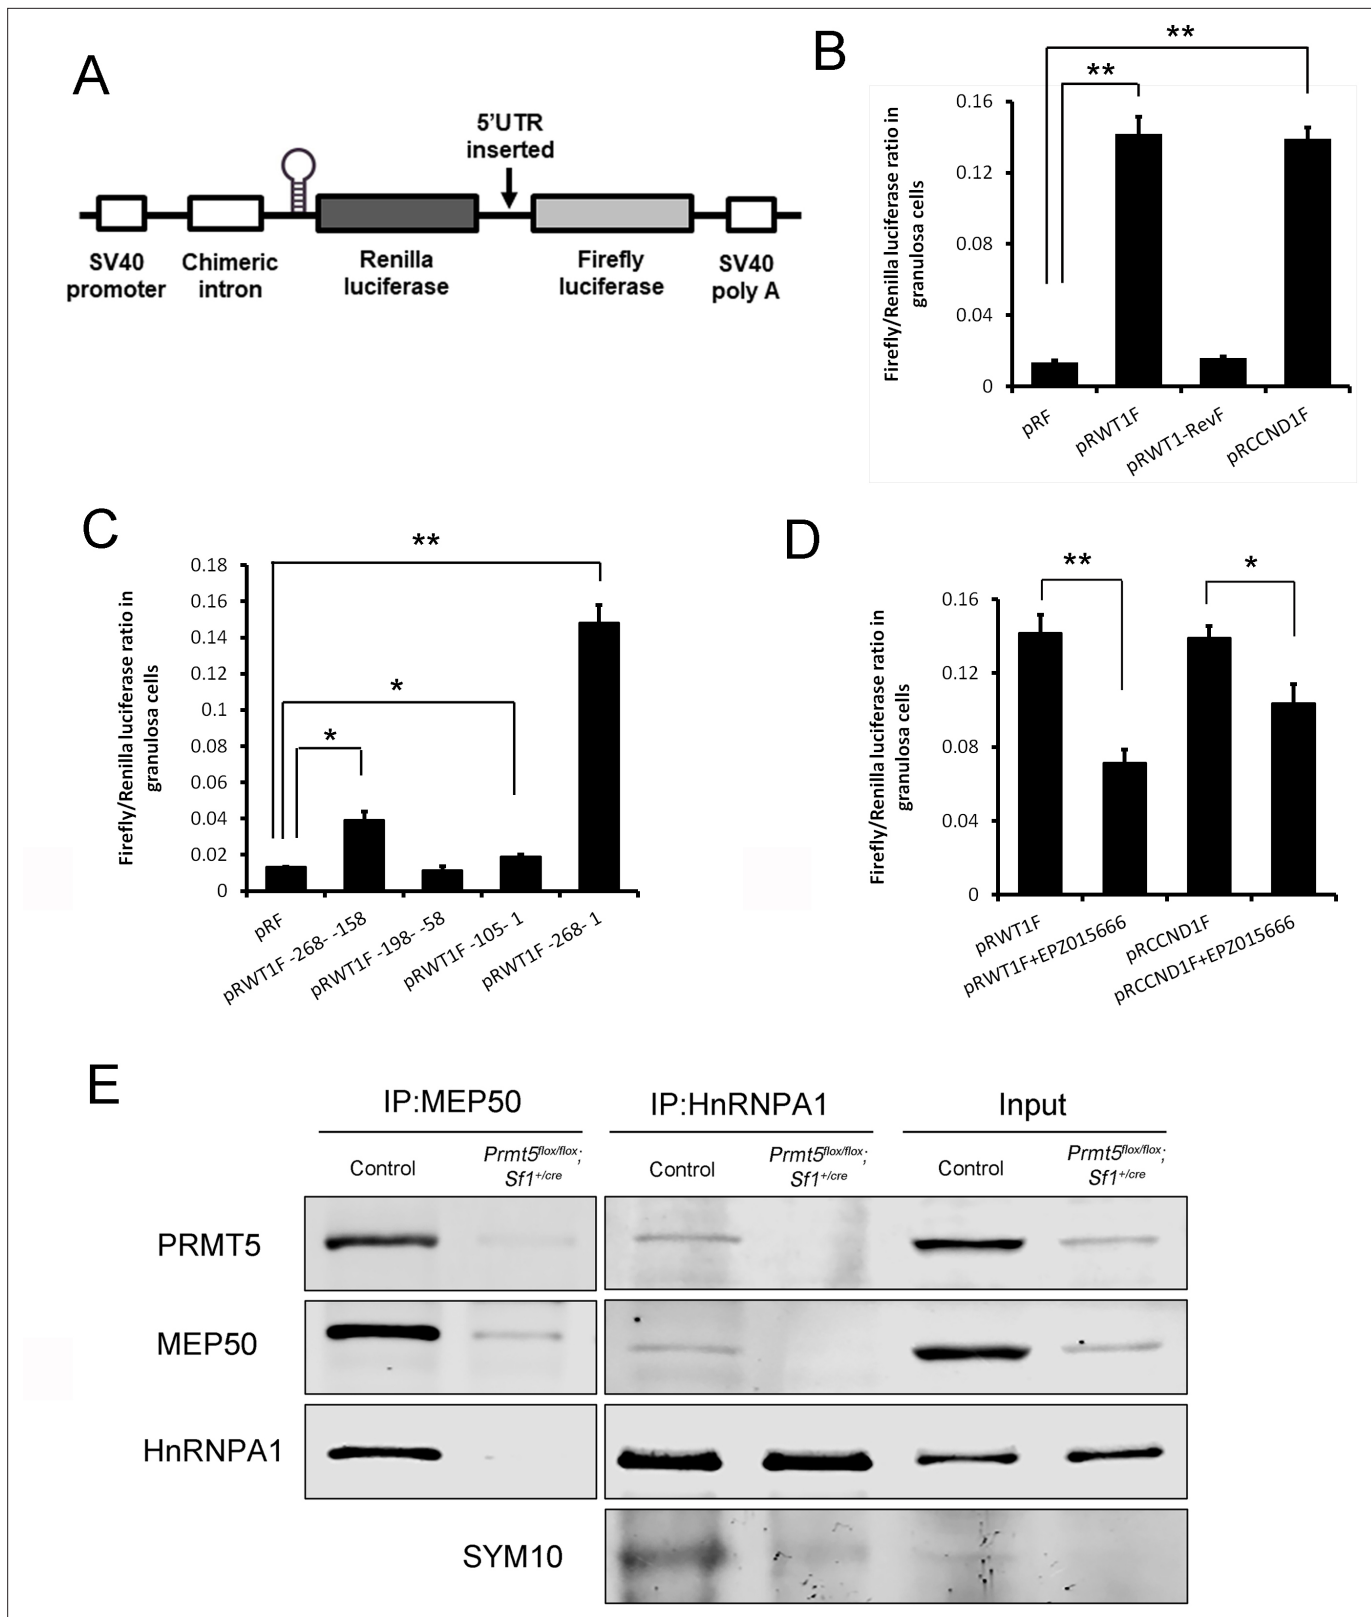 A
5'UTR
inserted
SV40
promoter
Chimeric
intron
Renilla
luciferase
Firefly
luciferase
SV40
poly A
B
**
**
Firefly/Renilla luciferase ratio in
granulosa cells
0.16
0.12
0.08
0.04
0
pRF
pRWT1F
pRWT1-RevF
pRCCND1F
C
**
*
*
Firefly/Renilla luciferase ratio in
granulosa cells
0.18
0.16
0.14
0.12
0.1
0.08
0.06
0.04
0.02
0
pRF
pRWT1F -268- -158
pRWT1F -198- -58
pRWT1F -105- 1
pRWT1F -268- 1
D
**
*
Firefly/Renilla luciferase ratio in
granulosa cells
0.16
0.12
0.08
0.04
0
pRWT1F
pRWT1F+EPZ015666
pRCCND1F
pRCCND1F+EPZ015666
E
IP:MEP50
IP:HnRNPA1
Input
Control
Prmt5flox/flox;
Sf1+/cre
Control
Prmt5flox/flox;
Sf1+/cre
Control
Prmt5flox/flox;
Sf1+/cre
PRMT5
MEP50
HnRNPA1
SYM10